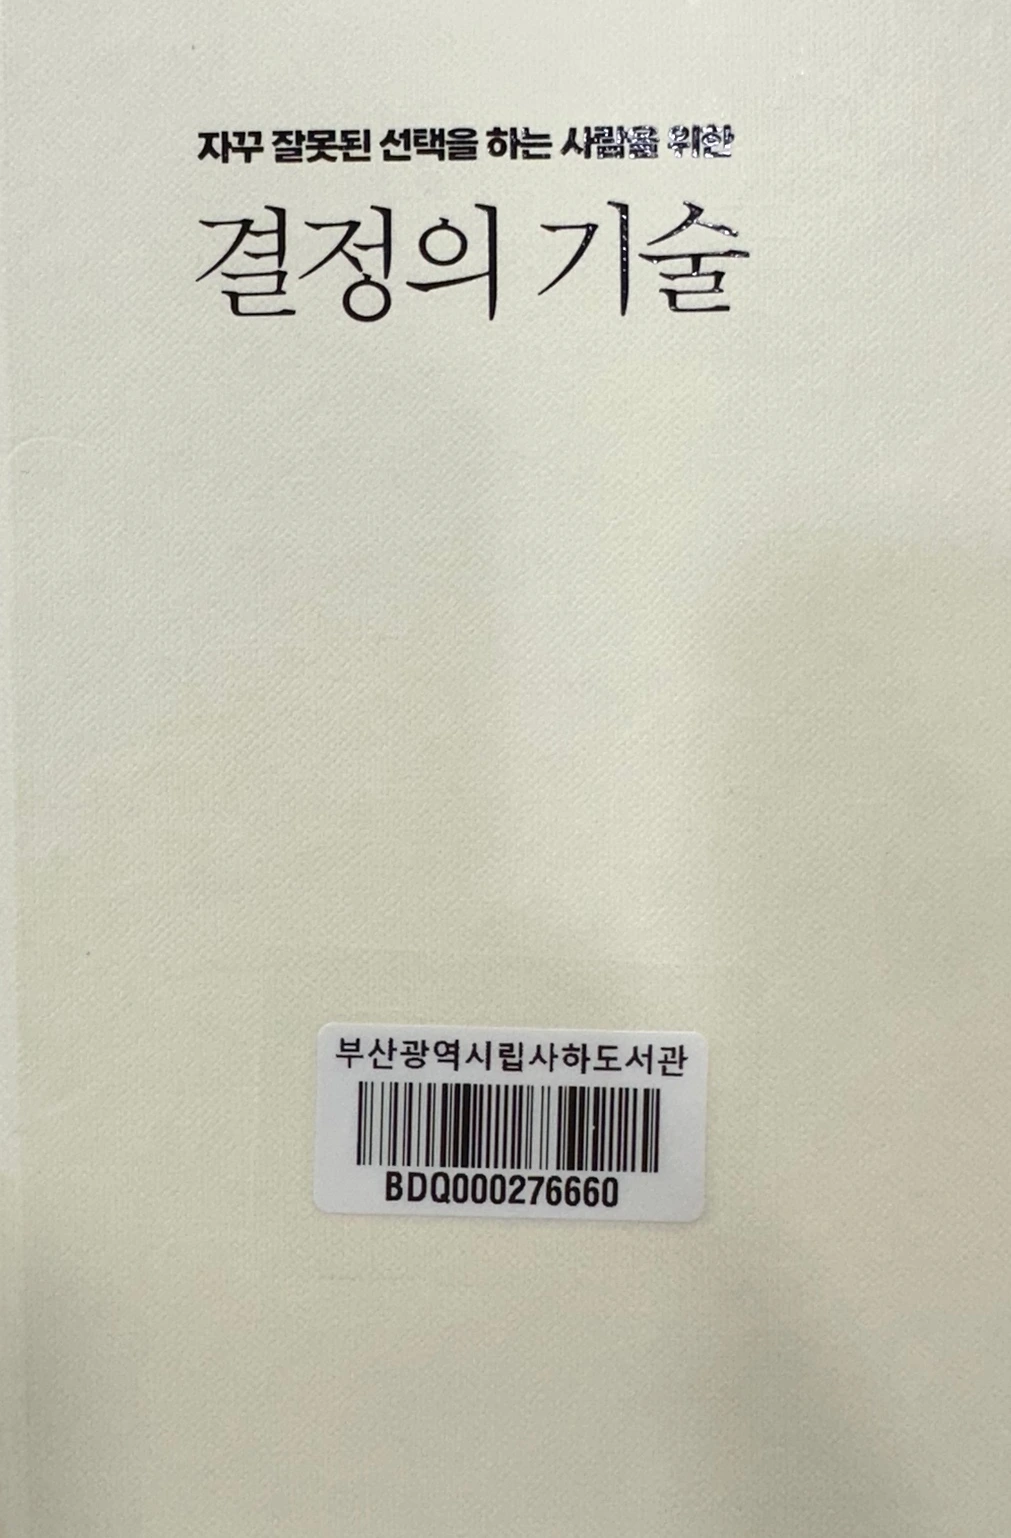 자꾸 잘못된 선택을 하는 사람을 위한
결정의 기술
부산광역시립사하도서관
BDQ000276660